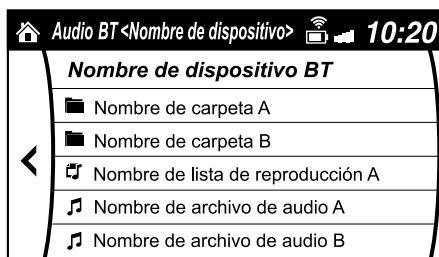 Audio BT <Nombre de dispositivo> 10:20
Nombre de dispositivo BT
Nombre de carpeta A
Nombre de carpeta B
Nombre de lista de reproducción A
Nombre de archivo de audio A
Nombre de archivo de audio B